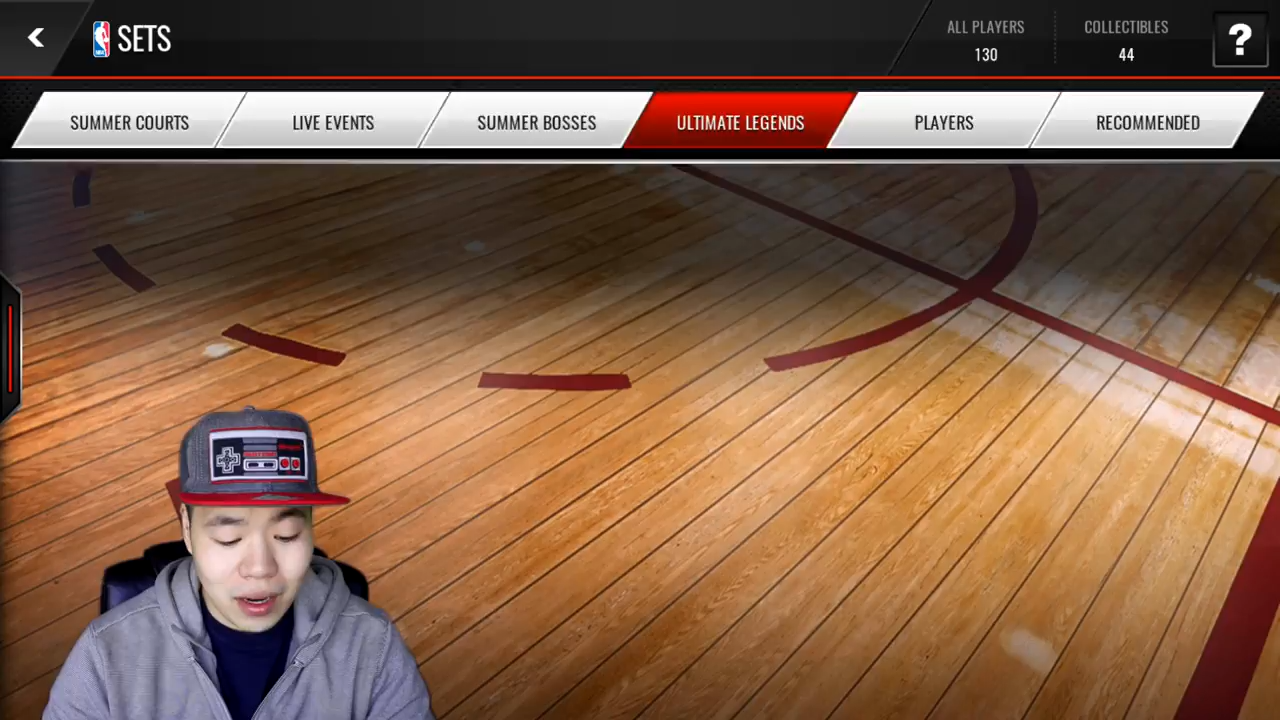 SETS
ALL PLAYERS
130
COLLECTIBLES
44
?
SUMMER COURTS
LIVE EVENTS
SUMMER BOSSES
ULTIMATE LEGENDS
PLAYERS
RECOMMENDED